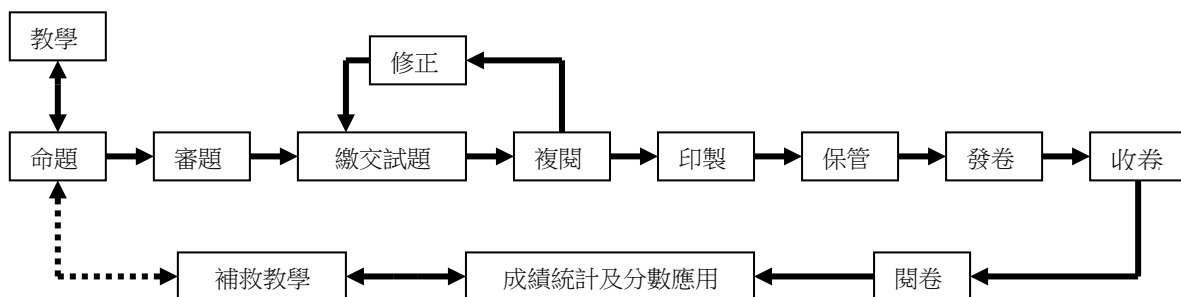 教學
修正
命題
審題
繳交試題
複閱
印製
保管
發卷
收卷
補救教學
成績統計及分數應用
閱卷